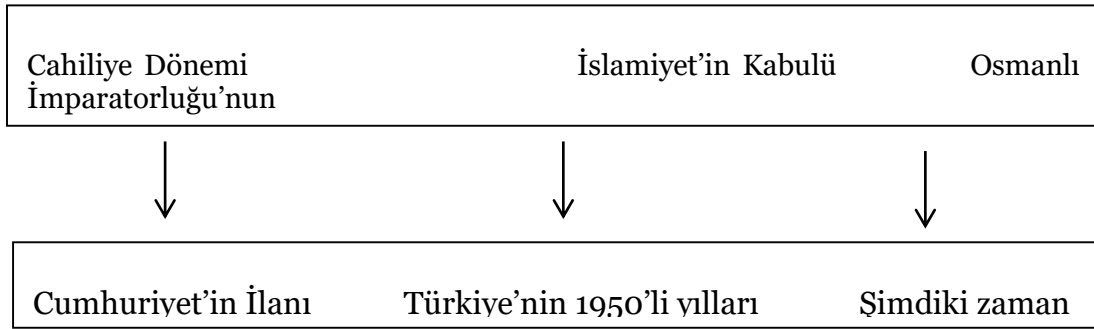 Cahiliye Dönemi İslamiyet’in Kabulü Osmanlı
İmparatorluğu’nun
Cumhuriyet’in İlanı Türkiye’nin 1950’li yılları Şimdiki zaman